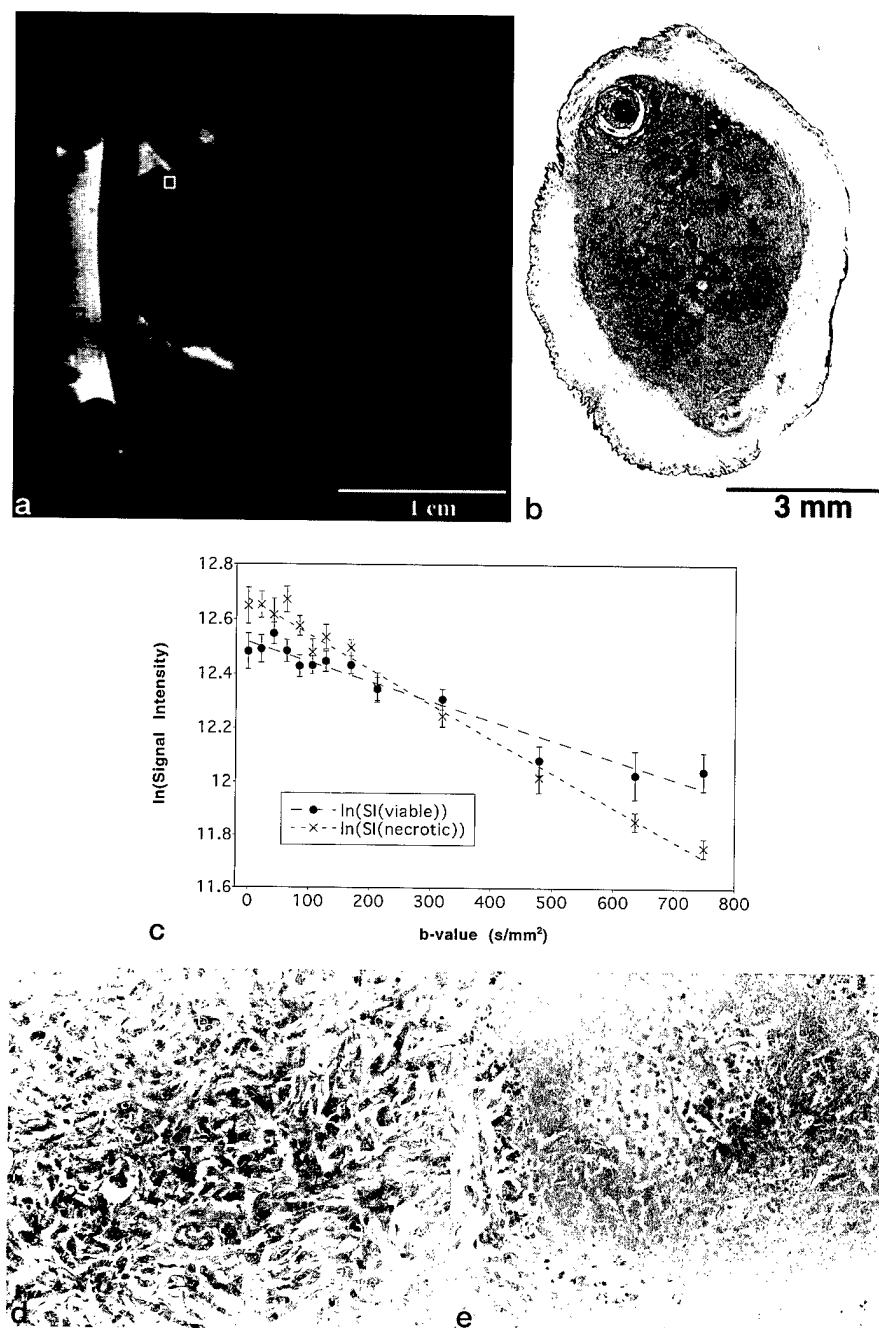 a
1 cm
b
3 mm
12.8
12.6
12.4
12.2
12
11.8
11.6
ln(Signal Intensity)
ln(SI(viable))
ln(SI(necrotic))
0 100 200 300 400 500 600 700 800
b-value (s/mm²)
c
d
e